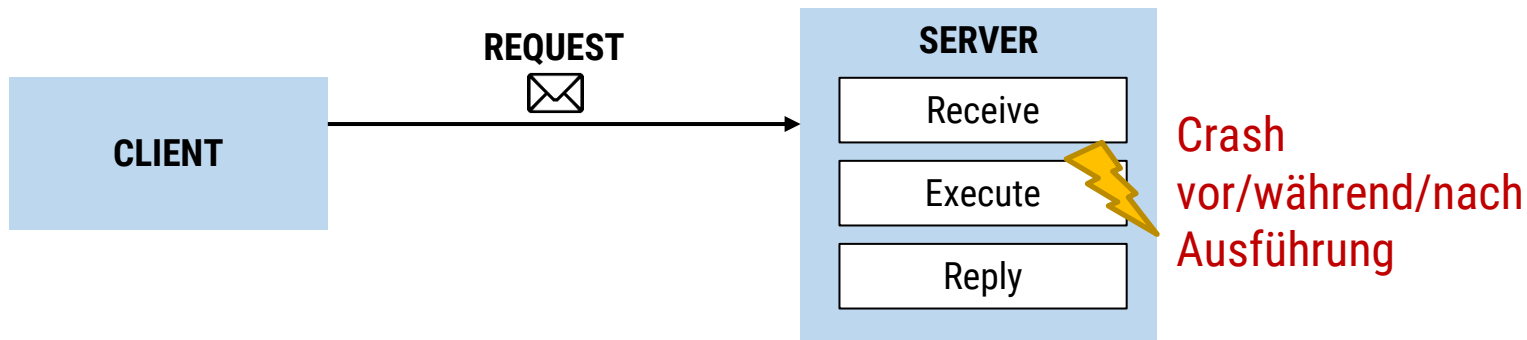 CLIENT
REQUEST
SERVER
Receive
Execute
Reply
Crash
vor/während/nach
Ausführung